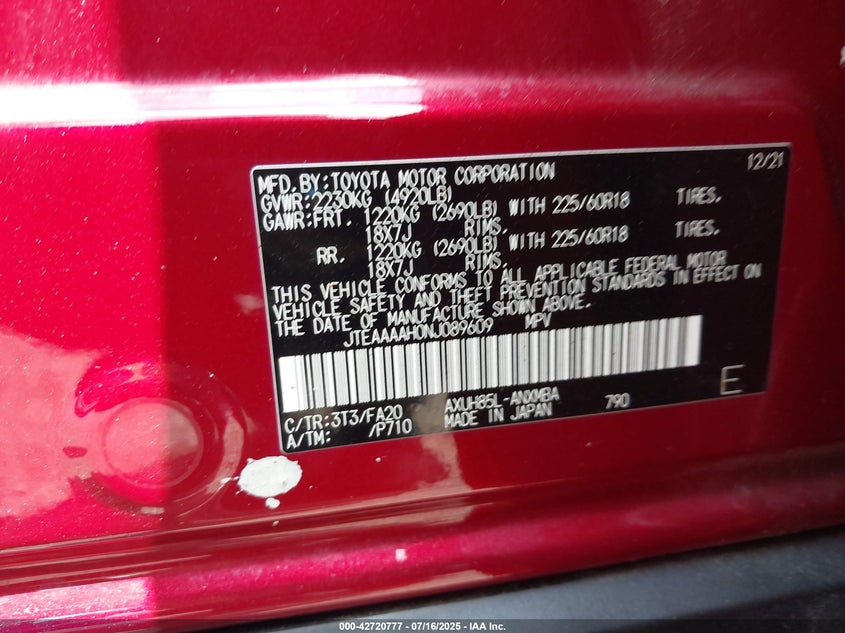 12/21
MFD.BY:TOYOTA MOTOR CORPORATION
GVWR:2230KG (4920LB)
GAWR:FRT. 1220KG (2690LB) WITH 225/60R18 TIRES,
18X7J RIMS,
RR. 1220KG (2690LB) WITH 225/60R18 TIRES,
18X7J RIMS,
THIS VEHICLE CONFORMS TO ALL APPLICABLE FEDERAL MOTOR
VEHICLE SAFETY AND THEFT PREVENTION STANDARDS IN EFFECT ON
THE DATE OF MANUFACTURE SHOWN ABOVE.
JTEAAAAH0NJ089609 MPV
C/TR:3T3/FA20 AXUH85L-ANXMBA 790 E
A/TM: /P710 MADE IN JAPAN
000-42720777 - 07/16/2025 - IAA Inc.